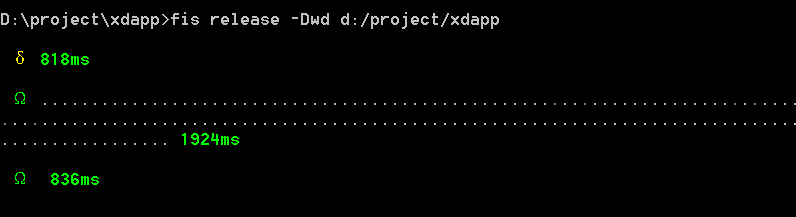 D:\project\xdapp>fis release -Dwd d:/project/xdapp
δ 818ms
Ω ...........................................................................
................................................................................
................. 1924ms
Ω 836ms